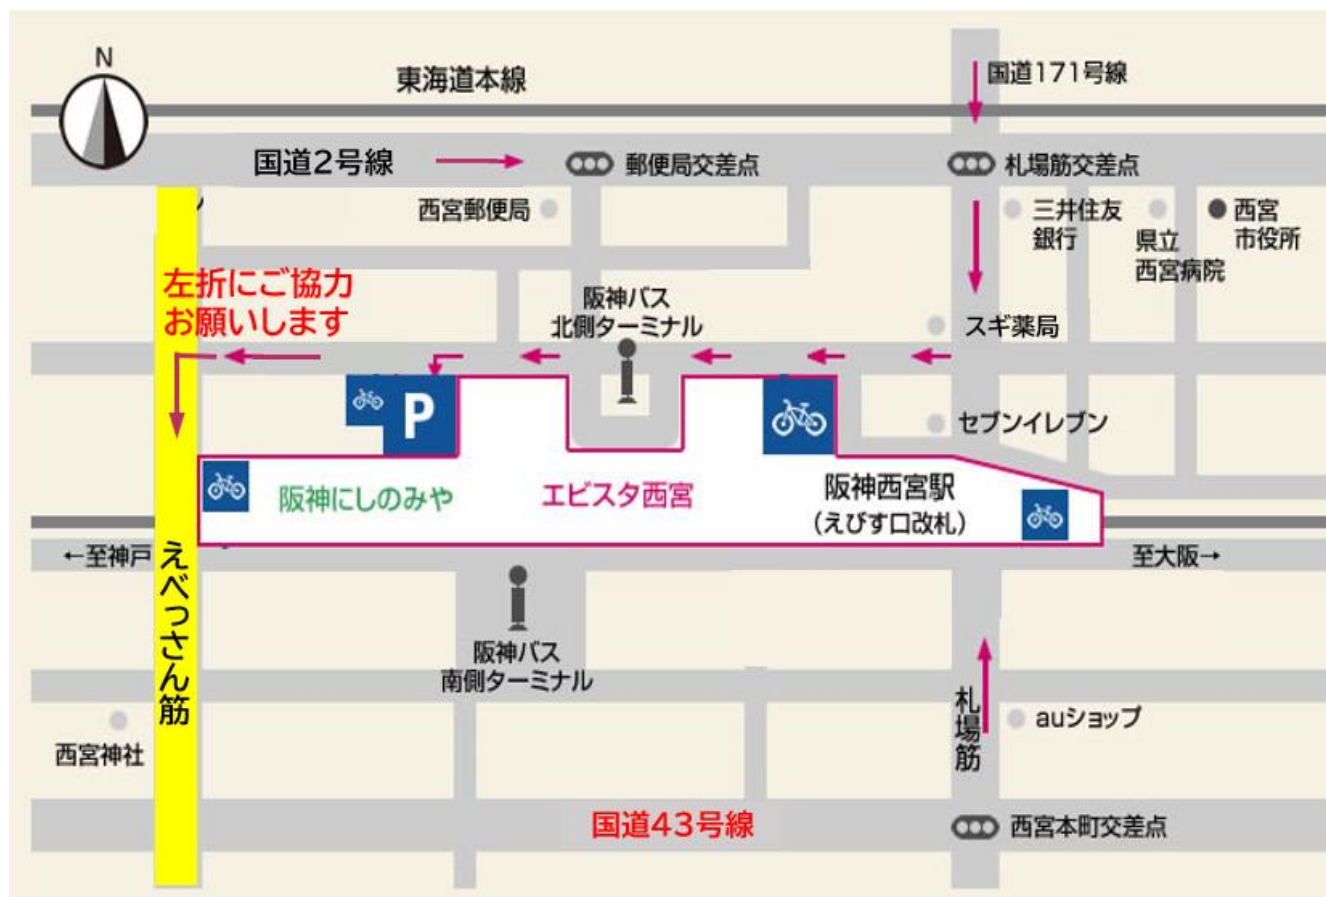 N
東海道本線
国道171号線
国道2号線
郵便局交差点
札場筋交差点
西宮郵便局
三井住友
銀行
県立
西宮病院
西宮
市役所
左折にご協力
お願いします
阪神バス
北側ターミナル
スギ薬局
P
セブンイレブン
阪神にしのみや
エビスタ西宮
阪神西宮駅
(えびす口改札)
←至神戸
至大阪→
えべっさん筋
阪神バス
南側ターミナル
札場筋
auショップ
西宮神社
国道43号線
西宮本町交差点